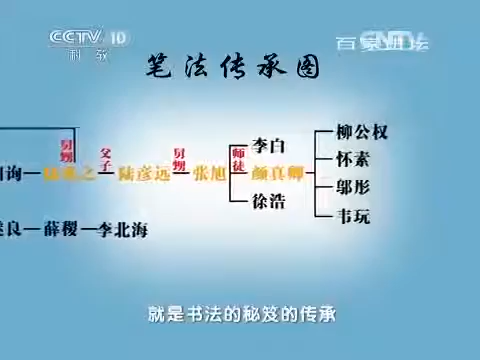 CCTV 10
科教
百家讲坛
笔法传承图
舅甥
父子
舅甥
师徒
李白
柳公权
怀素
询
之
陆彦远
张旭
颜真卿
徐浩
邬彤
韦玩
遂良
薛稷
李北海
就是书法的秘笈的传承